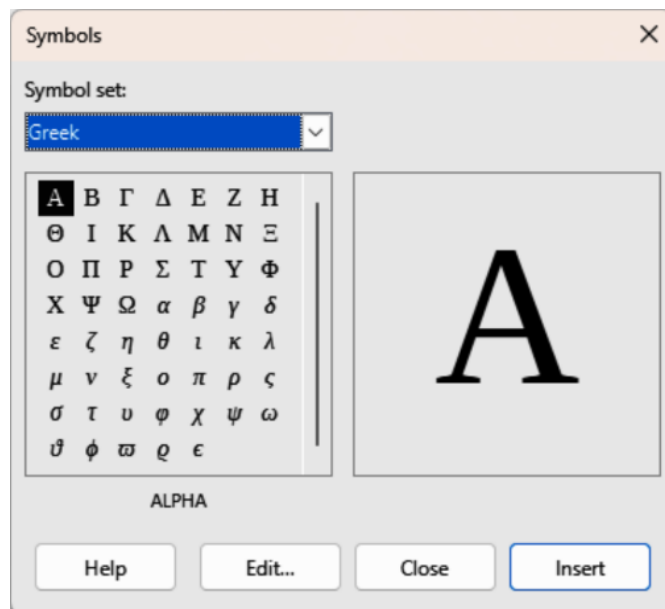 Symbols
Symbol set:
Greek
Α Β Γ Δ Ε Ζ Η
Θ Ι Κ Λ Μ Ν Ξ
Ο Π Ρ Σ Τ Υ Φ
Χ Ψ Ω α β γ δ
ε ζ η θ ι κ λ
μ ν ξ ο π ρ ς
σ τ υ φ χ ψ ω
ϑ ϕ ϖ ϱ ϵ
Α
ALPHA
Help Edit... Close Insert